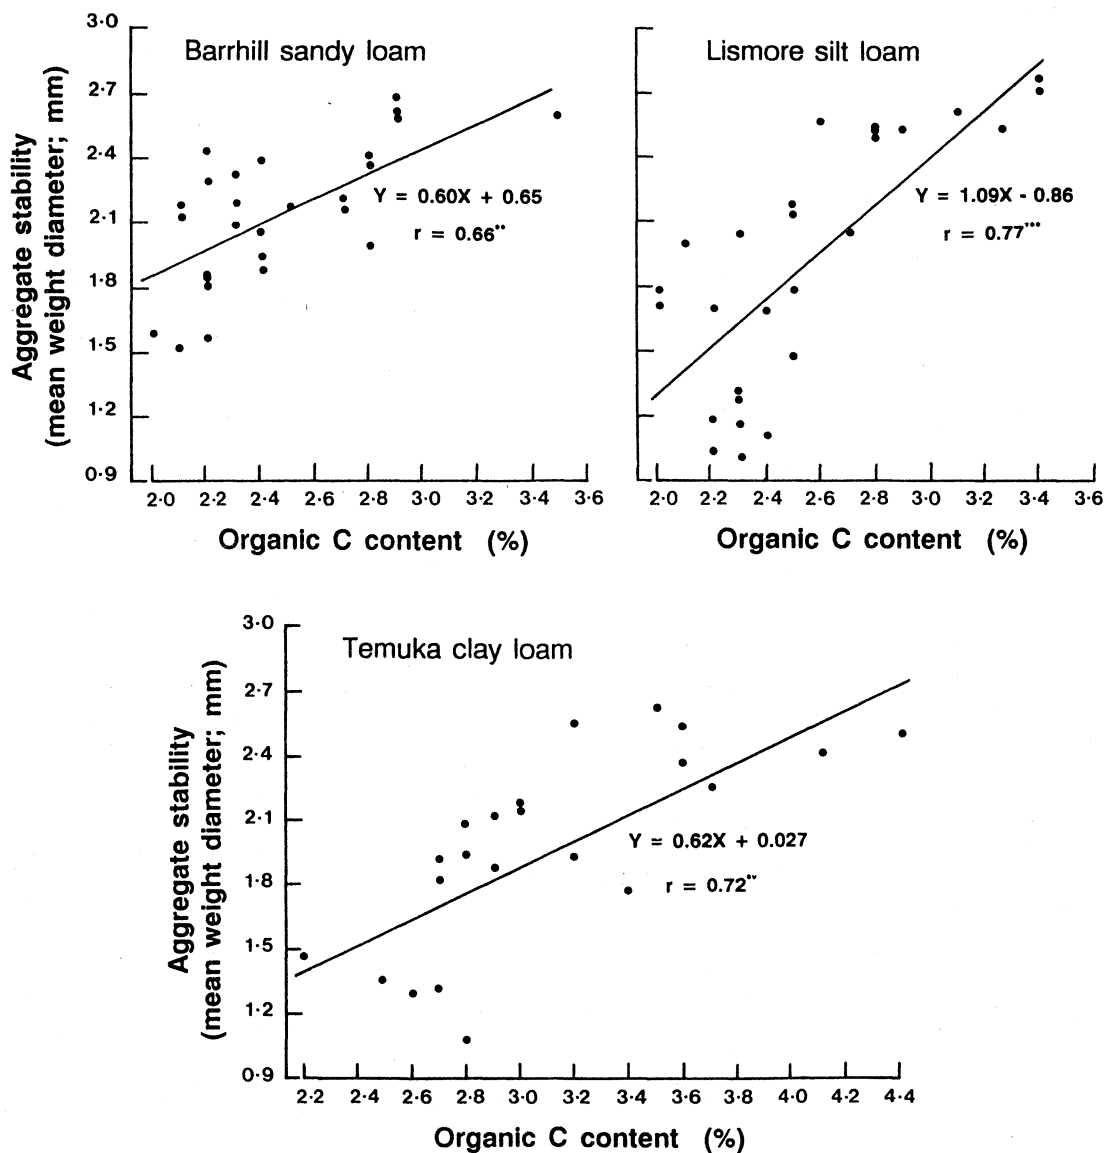 Barrhill sandy loam
Aggregate stability
(mean weight diameter; mm)
3·0
2·7
2·4
2·1
1·8
1·5
1·2
0·9
Y = 0.60X + 0.65
r = 0.66**
2·0 2·2 2·4 2·6 2·8 3·0 3·2 3·4 3·6
Organic C content (%)
Lismore silt loam
Y = 1.09X - 0.86
r = 0.77***
2·0 2·2 2·4 2·6 2·8 3·0 3·2 3·4 3·6
Organic C content (%)
Temuka clay loam
Aggregate stability
(mean weight diameter; mm)
3·0
2·7
2·4
2·1
1·8
1·5
1·2
0·9
Y = 0.62X + 0.027
r = 0.72**
2·2 2·4 2·6 2·8 3·0 3·2 3·4 3·6 3·8 4·0 4·2 4·4
Organic C content (%)